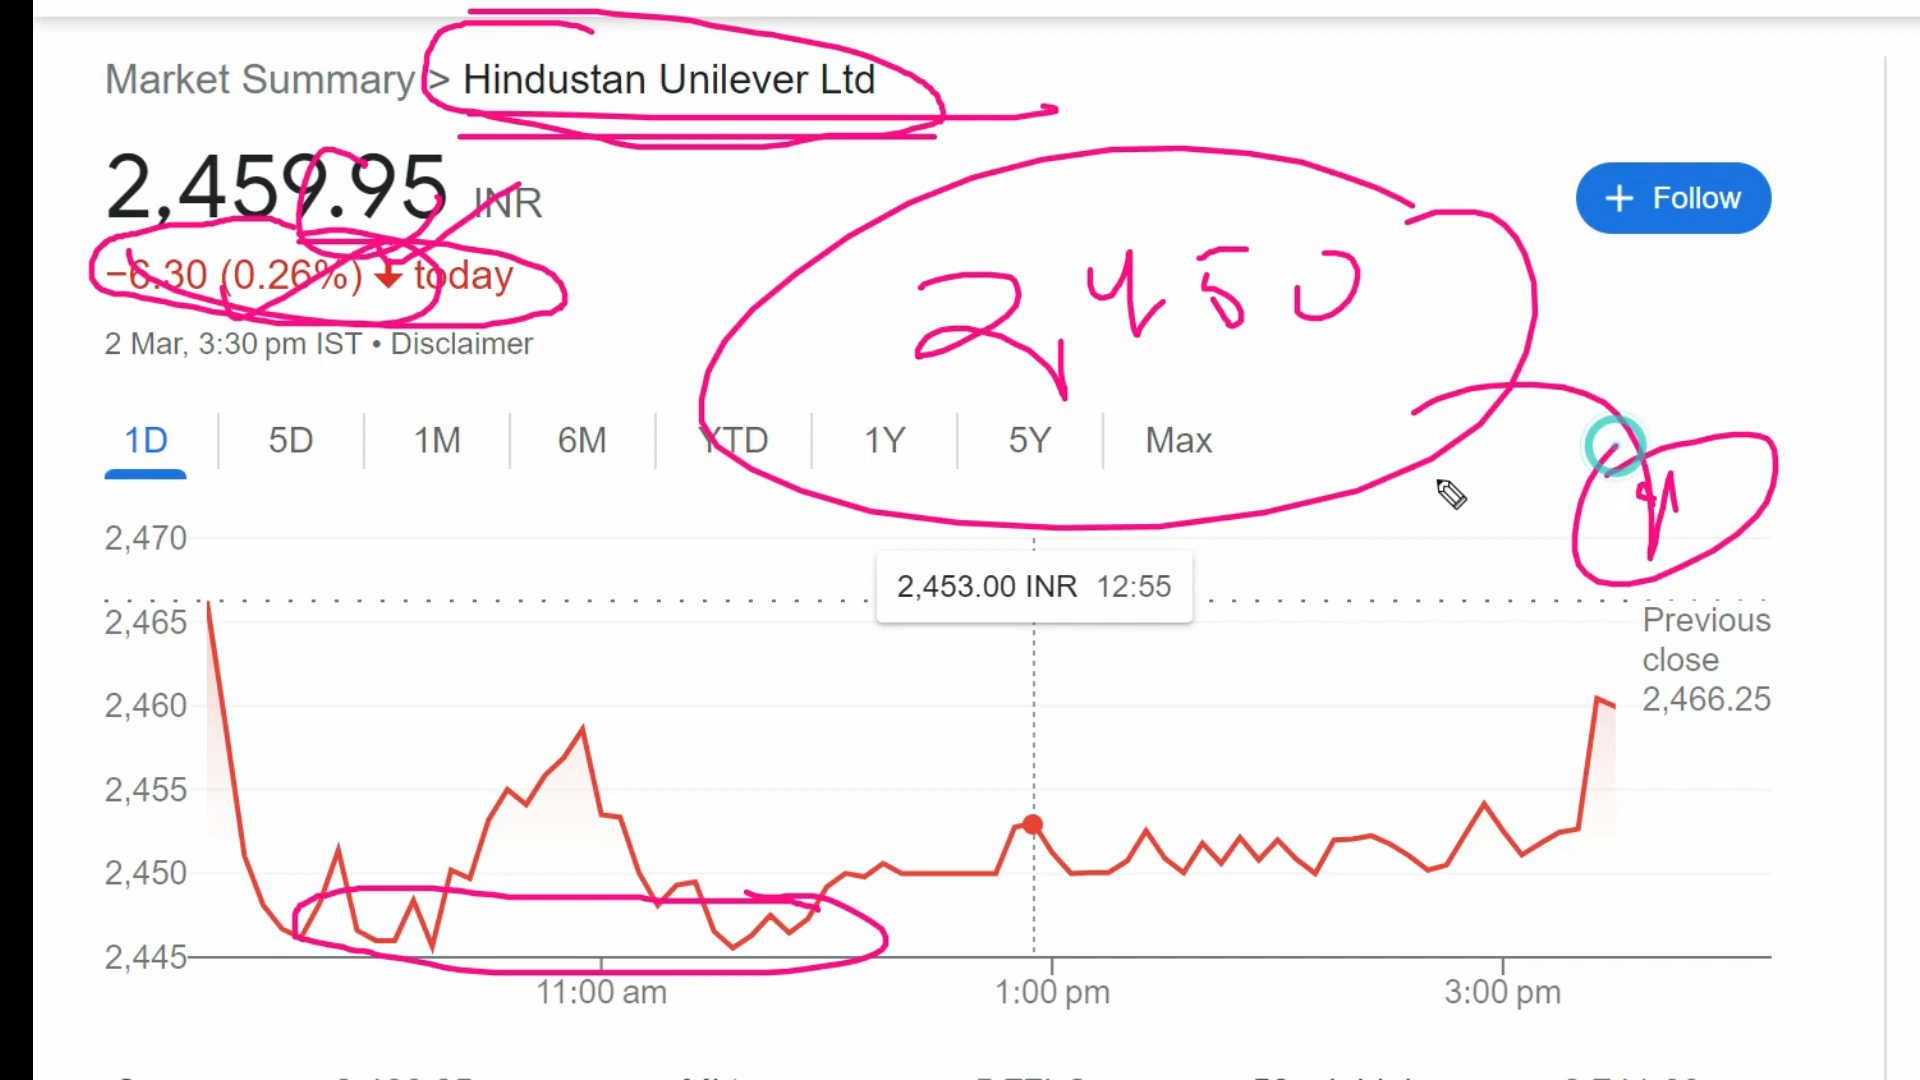 Market Summary > Hindustan Unilever Ltd
2,459.95 INR
+ Follow
−6.30 (0.26%) today
2 Mar, 3:30 pm IST • Disclaimer
2,450
1D 5D 1M 6M YTD 1Y 5Y Max
2,470
2,453.00 INR 12:55
2,465
Previous
close
2,466.25
2,460
2,455
2,450
2,445
11:00 am 1:00 pm 3:00 pm